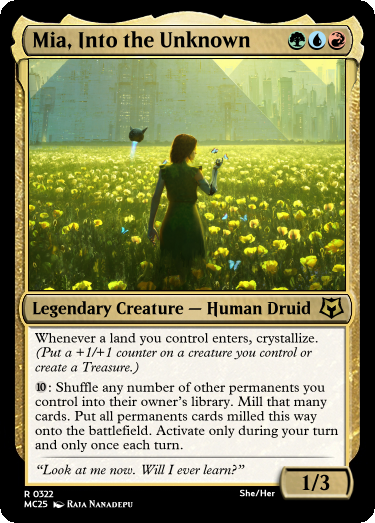 Mia, Into the Unknown
Legendary Creature — Human Druid
Whenever a land you control enters, crystallize.
(Put a +1/+1 counter on a creature you control or
create a Treasure.)
10: Shuffle any number of other permanents you
control into their owner's library. Mill that many
cards. Put all permanents cards milled this way
onto the battlefield. Activate only during your turn
and only once each turn.
"Look at me now. Will I ever learn?"
1/3
R 0322
She/Her
MC25 Raja Nanadepu